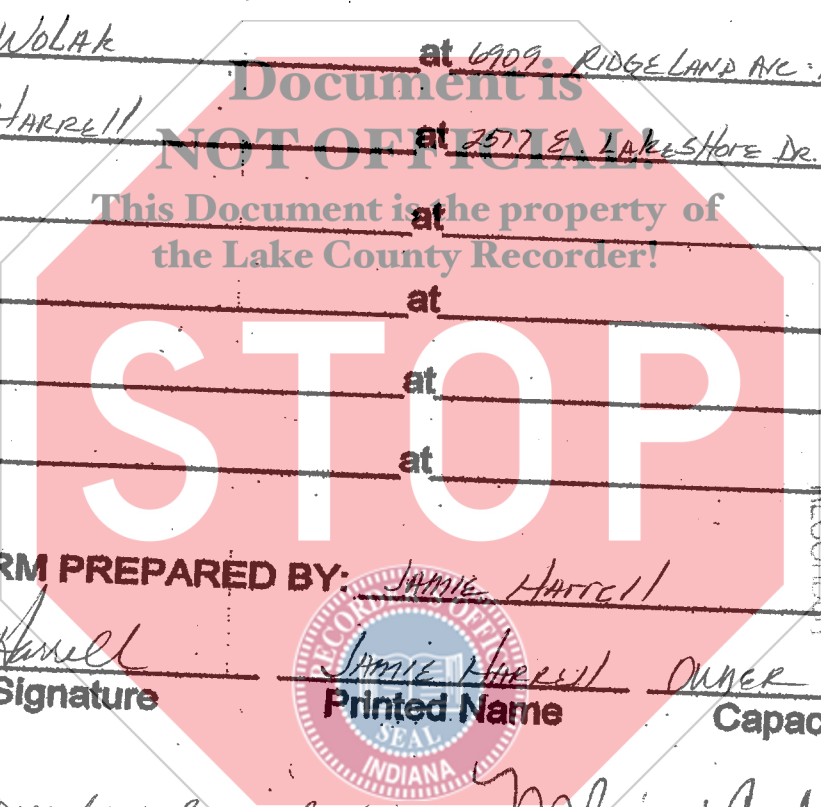 WOLAK at 6909 RIDGELAND AVE
Document is
HARRELL at 2577 E. LAKESHORE DR.
NOT OFFICIAL!
This Document is the property of
at
the Lake County Recorder!
at
STOP
at
at
RM PREPARED BY: JAMIE HARRELL
Harrell JAMIE HARRELL OWNER
Signature Printed Name Capac
SEAL
INDIANA